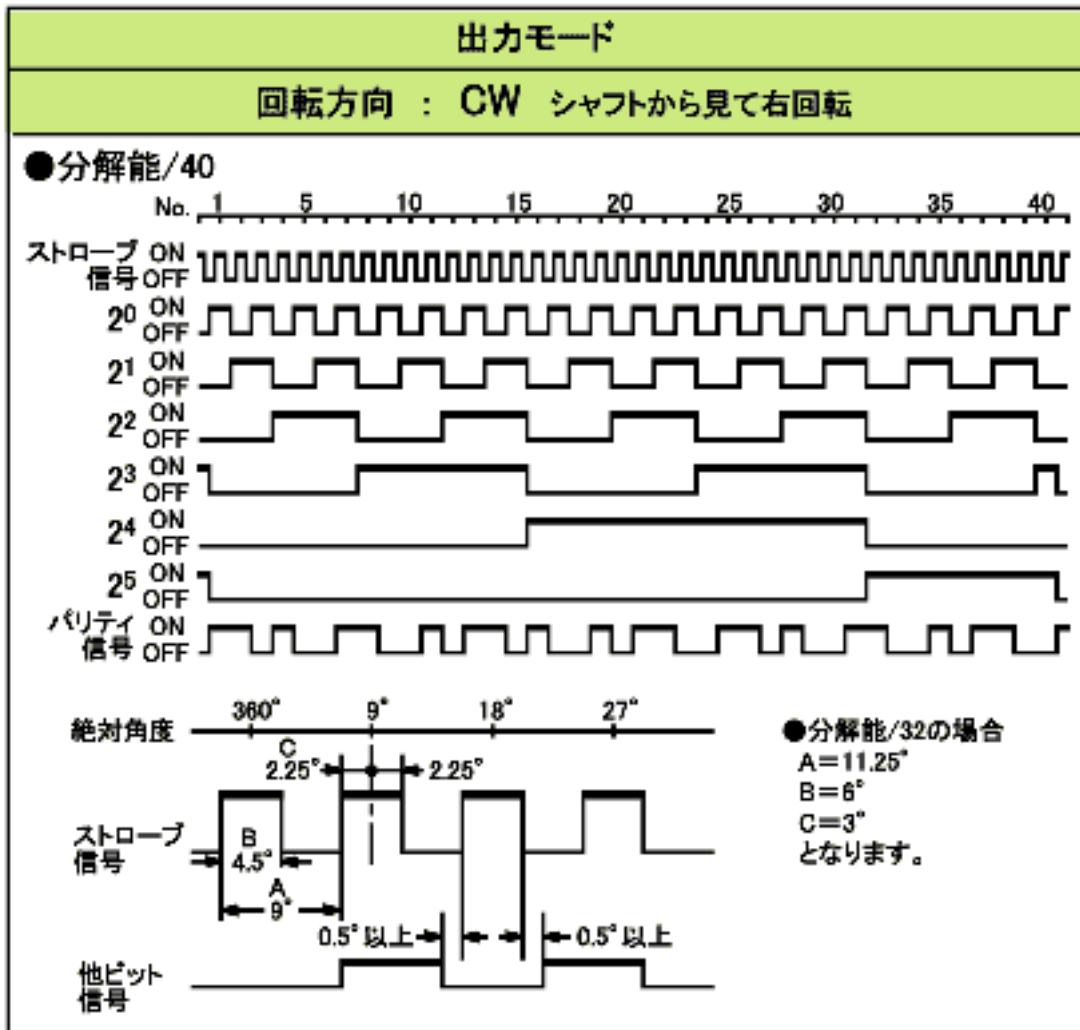 出力モード
回転方向 : CW シャフトから見て右回転
●分解能/40
No. 1 5 10 15 20 25 30 35 40
ストローブ信号 ON OFF
2⁰ ON OFF
2¹ ON OFF
2² ON OFF
2³ ON OFF
2⁴ ON OFF
2⁵ ON OFF
パリティ信号 ON OFF
絶対角度 360° 9° 18° 27°
C
2.25° 2.25°
ストローブ信号
B
4.5°
A
9°
0.5°以上 0.5°以上
他ビット信号
●分解能/32の場合
A=11.25°
B=6°
C=3°
となります。